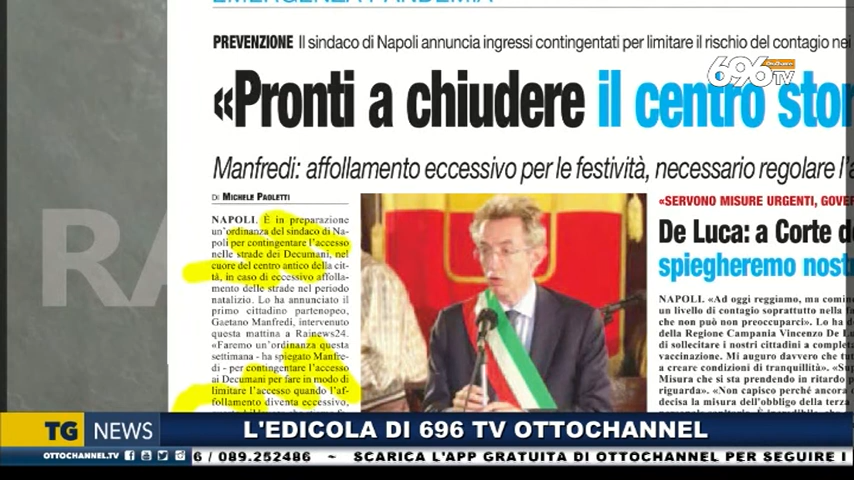 EMERGENZA PANDEMIA
PREVENZIONE Il sindaco di Napoli annuncia ingressi contingentati per limitare il rischio del contagio nei
696 TV
OttoChannel
«Pronti a chiudere il centro stor
Manfredi: affollamento eccessivo per le festività, necessario regolare l'a
DI MICHELE PAOLETTI
NAPOLI. È in preparazione
un'ordinanza del sindaco di Na-
poli per contingentare l'accesso
nelle strade dei Decumani, nel
cuore del centro antico della cit-
tà, in caso di eccessivo affolla-
mento delle strade nel periodo
natalizio. Lo ha annunciato il
primo cittadino partenopeo,
Gaetano Manfredi, intervenuto
questa mattina a Rainews24.
«Faremo un'ordinanza questa
settimana - ha spiegato Manfre-
di - per contingentare l'accesso
ai Decumani per fare in modo di
limitare l'accesso quando l'af-
follamento diventa eccessivo,
«SERVONO MISURE URGENTI, GOVER
De Luca: a Corte de
spiegheremo nostr
NAPOLI. «Ad oggi reggiamo, ma cominc
un livello di contagio soprattutto nella fa
che non può non preoccuparci». Lo ha d
della Regione Campania Vincenzo De Lu
di sollecitare i nostri cittadini a completa
vaccinazione. Mi auguro davvero che tut
a creare condizioni di tranquillità». «Sup
Misura che si sta prendendo in ritardo p
riguarda». «Non capisco perché ancora o
decisa la misura dell'obbligo della terza
RA
TG NEWS
L'EDICOLA DI 696 TV OTTOCHANNEL
OTTOCHANNEL.TV
6 / 089.252486 - SCARICA L'APP GRATUITA DI OTTOCHANNEL PER SEGUIRE I